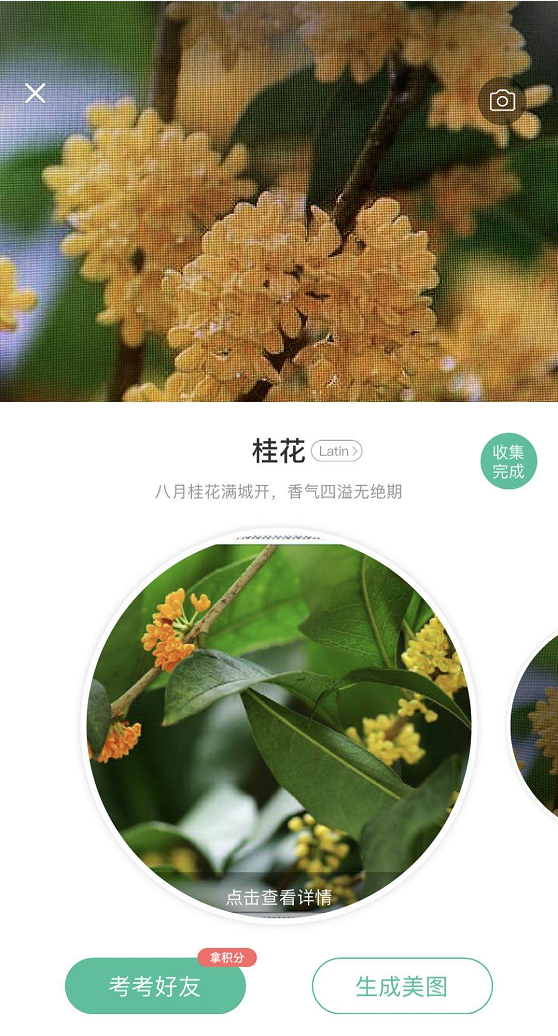 桂花 Latin
收集
完成
八月桂花满城开，香气四溢无绝期
点击查看详情
拿积分
考考好友
生成美图